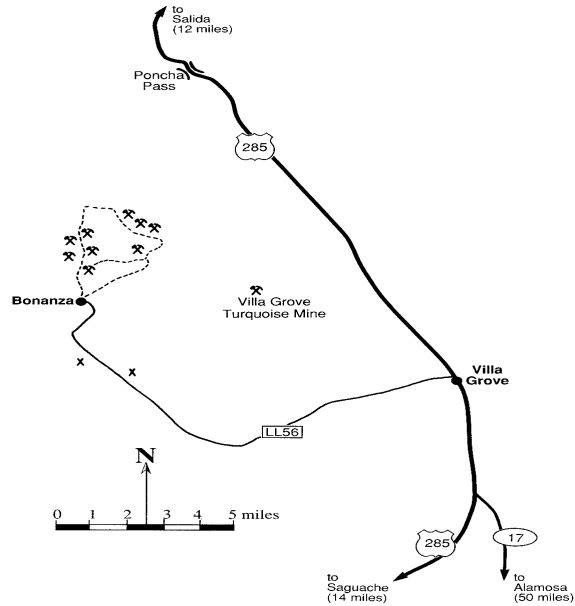 to
Salida
(12 miles)
Poncha
Pass
285
Bonanza
Villa Grove
Turquoise Mine
Villa
Grove
LL56
N
0 1 2 3 4 5 miles
285
17
to
Saguache
(14 miles)
to
Alamosa
(50 miles)